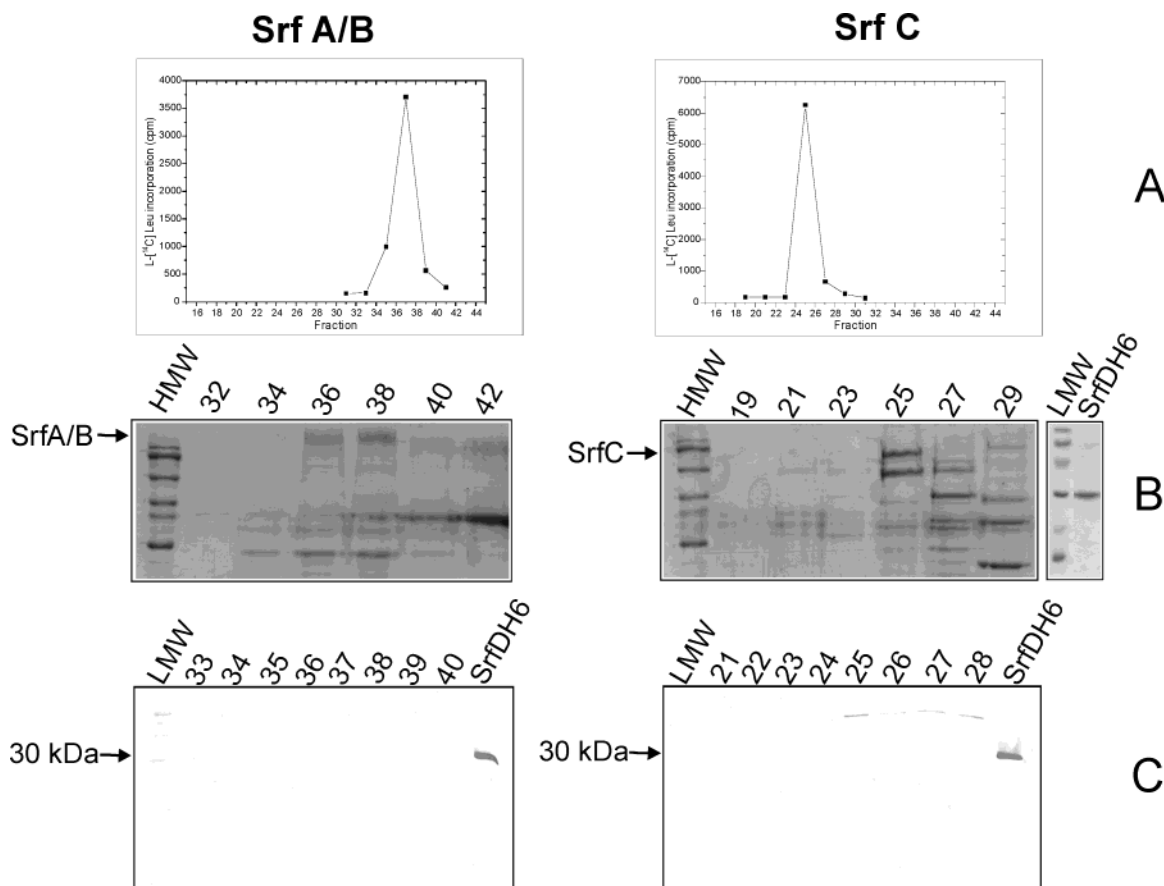 Srf A/B
Srf C
L-[¹⁴C] Leu incorporation (cpm)
4000
3500
3000
2500
2000
1500
1000
500
0
16 18 20 22 24 26 28 30 32 34 36 38 40 42 44
Fraction
L-[¹⁴C] Leu incorporation (cpm)
7000
6000
5000
4000
3000
2000
1000
0
16 18 20 22 24 26 28 30 32 34 36 38 40 42 44
Fraction
A
HMW 32 34 36 38 40 42
SrfA/B
HMW 19 21 23 25 27 29
SrfC
LMW SrfDH6
B
LMW 33 34 35 36 37 38 39 40 SrfDH6
30 kDa
LMW 21 22 23 24 25 26 27 28 SrfDH6
30 kDa
C